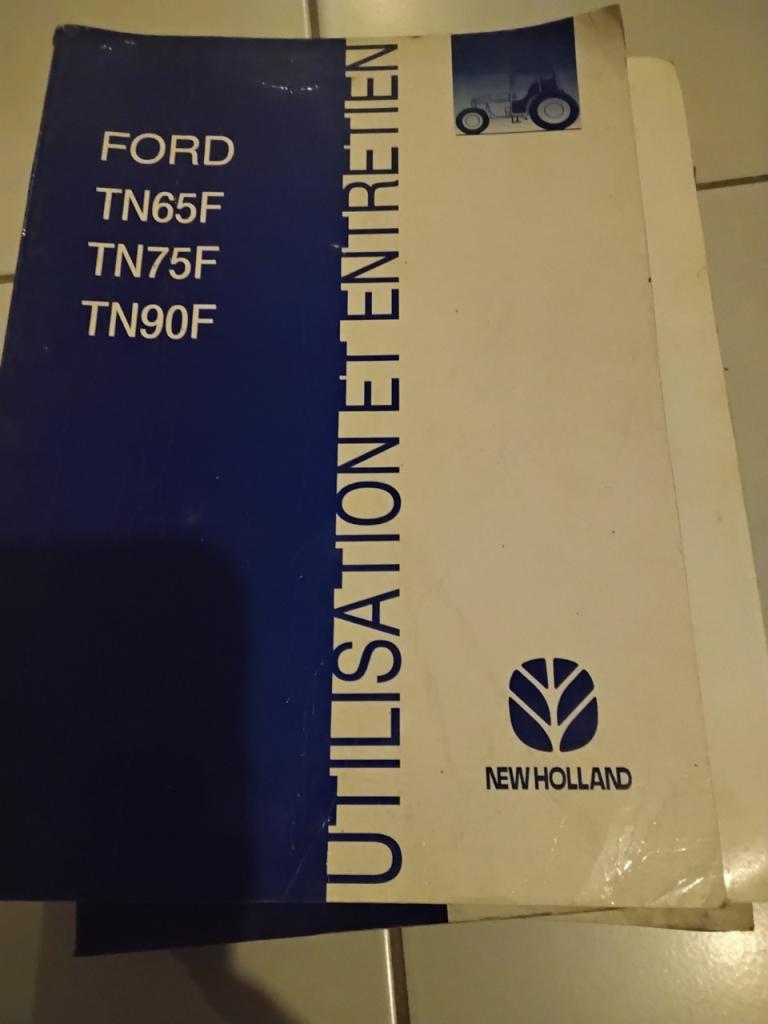 FORD
TN65F
TN75F
TN90F
UTILISATION ET ENTRETIEN
NEW HOLLAND